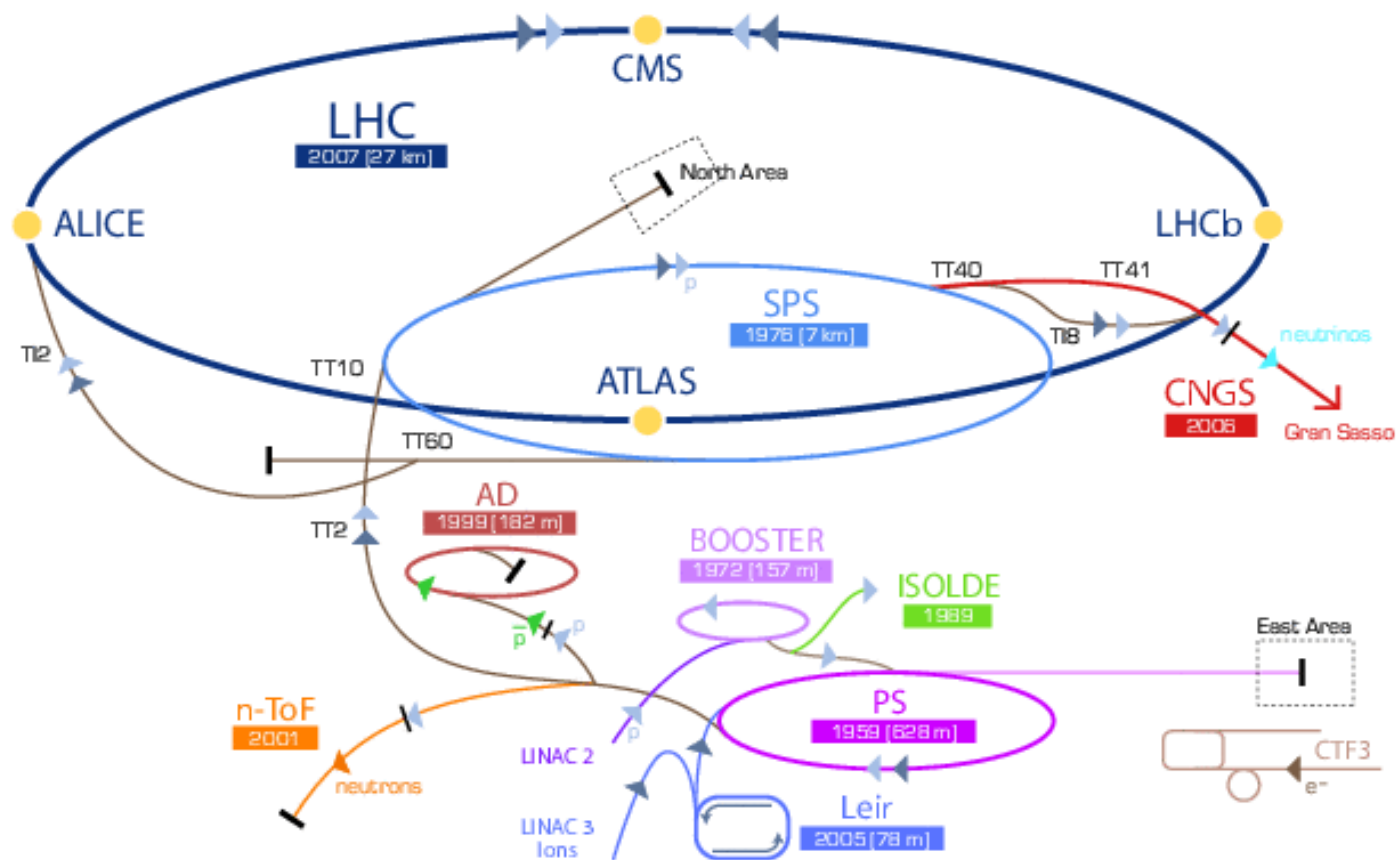 CMS
LHC
2007 [27 km]
North Area
ALICE
LHCb
TT40
TT41
p
SPS
1976 [7 km]
TI8
neutrinos
TI2
TT10
ATLAS
CNGS
2006
Gran Sasso
TT60
AD
1999 [182 m]
TT2
BOOSTER
1972 [157 m]
ISOLDE
1989
p̅
p
East Area
n-ToF
2001
PS
1959 [628 m]
p
LINAC 2
CTF3
neutrons
e-
Leir
2005 [78 m]
LINAC 3
Ions